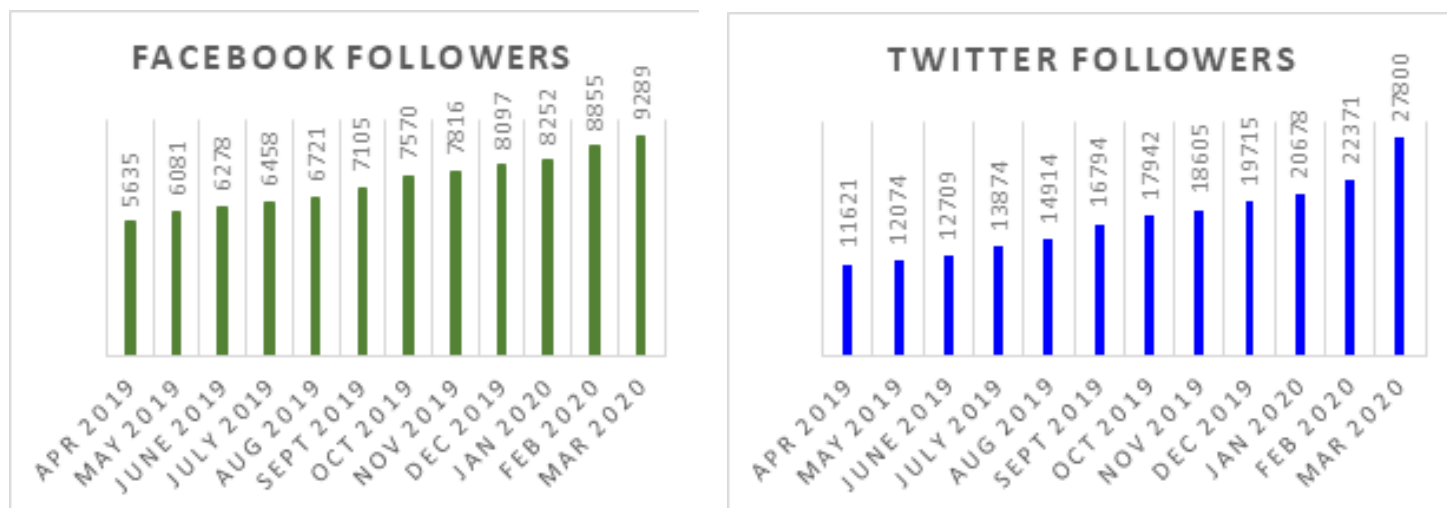 FACEBOOK FOLLOWERS
5635
6081
6278
6458
6721
7105
7570
7816
8097
8252
8855
9289
APR 2019
MAY 2019
JUNE 2019
JULY 2019
AUG 2019
SEPT 2019
OCT 2019
NOV 2019
DEC 2019
JAN 2020
FEB 2020
MAR 2020
TWITTER FOLLOWERS
11621
12074
12709
13874
14914
16794
17942
18605
19715
20678
22371
27800
APR 2019
MAY 2019
JUNE 2019
JULY 2019
AUG 2019
SEPT 2019
OCT 2019
NOV 2019
DEC 2019
JAN 2020
FEB 2020
MAR 2020